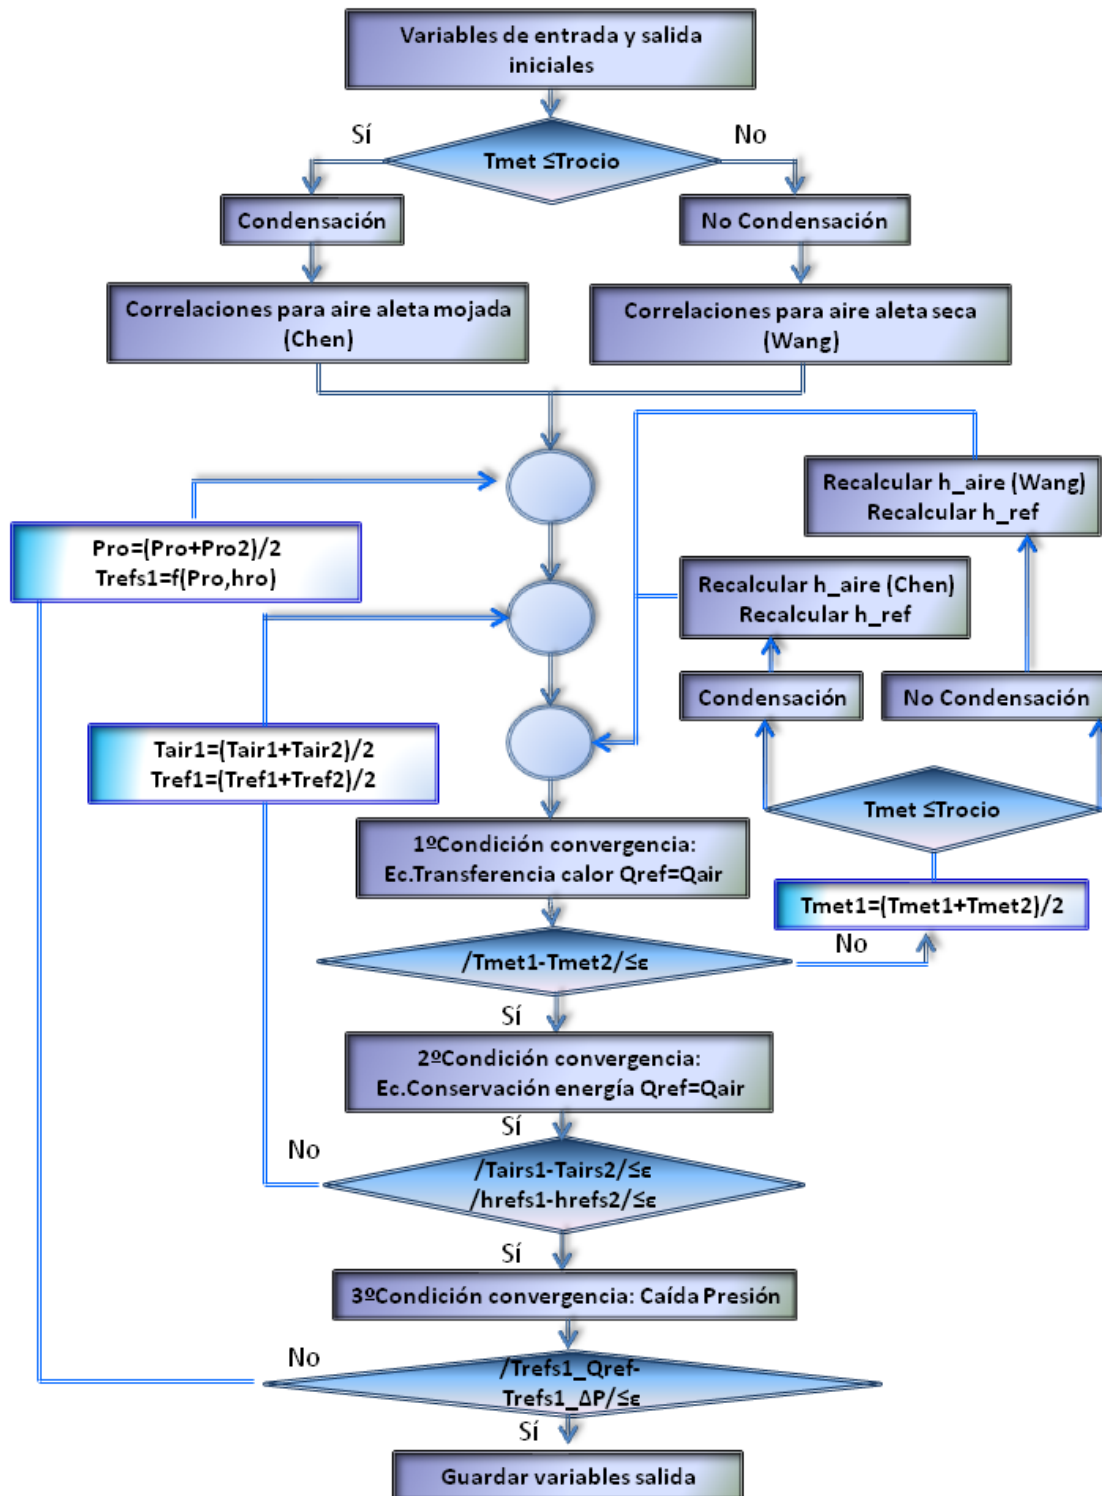 Variables de entrada y salida
iniciales
Sí
No
Tmet ≤Trocio
Condensación
No Condensación
Correlaciones para aire aleta mojada
(Chen)
Correlaciones para aire aleta seca
(Wang)
Recalcular h_aire (Wang)
Recalcular h_ref
Pro=(Pro+Pro2)/2
Trefs1=f(Pro,hro)
Recalcular h_aire (Chen)
Recalcular h_ref
Condensación
No Condensación
Tair1=(Tair1+Tair2)/2
Tref1=(Tref1+Tref2)/2
Tmet ≤Trocio
1ºCondición convergencia:
Ec.Transferencia calor Qref=Qair
Tmet1=(Tmet1+Tmet2)/2
No
/Tmet1-Tmet2/≤ε
Sí
2ºCondición convergencia:
Ec.Conservación energía Qref=Qair
Sí
No
/Tairs1-Tairs2/≤ε
/hrefs1-hrefs2/≤ε
Sí
3ºCondición convergencia: Caída Presión
No
/Trefs1_Qref-
Trefs1_ΔP/≤ε
Sí
Guardar variables salida